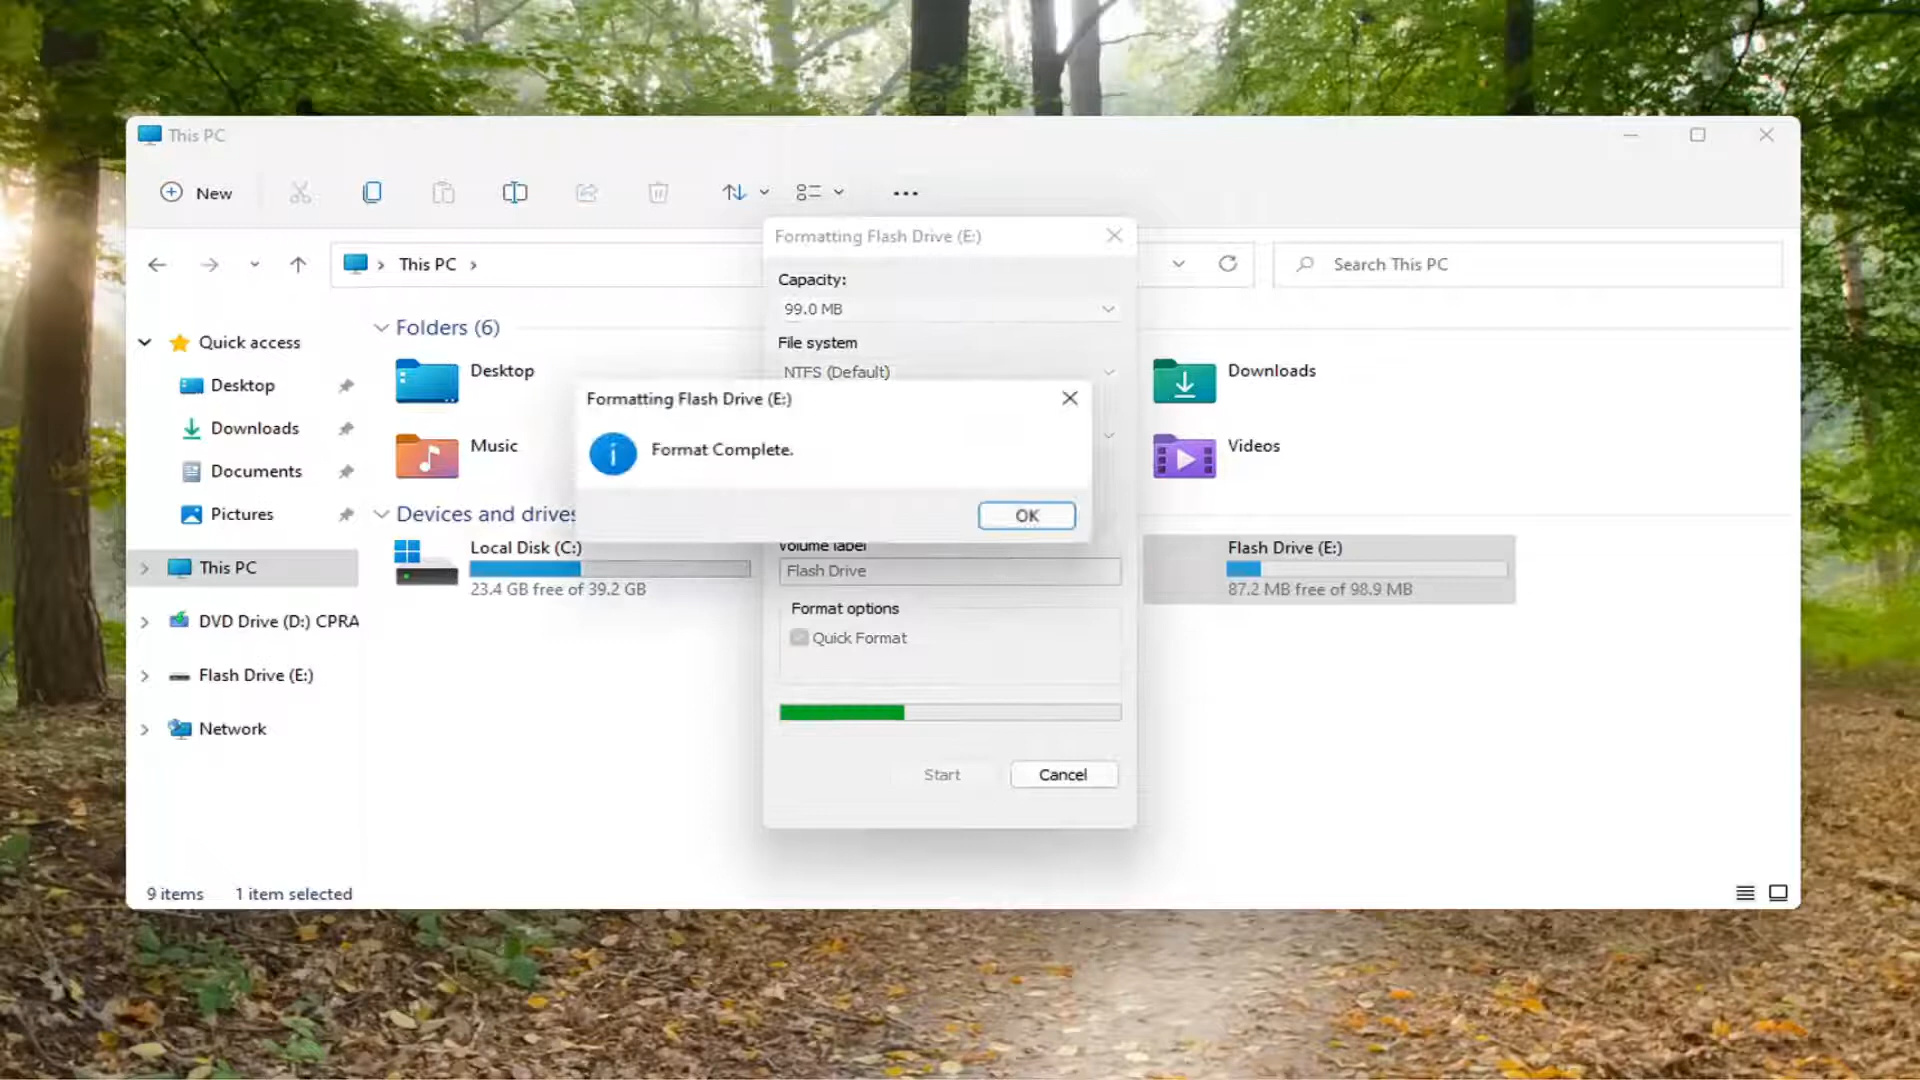 This PC
New
Formatting Flash Drive (E:)
This PC
Search This PC
Capacity:
99.0 MB
File system
NTFS (Default)
Quick access
Desktop
Downloads
Documents
Pictures
This PC
DVD Drive (D:) CPRA
Flash Drive (E:)
Network
Folders (6)
Desktop
Downloads
Music
Videos
Formatting Flash Drive (E:)
Format Complete.
OK
Devices and drives
Local Disk (C:)
23.4 GB free of 39.2 GB
Flash Drive (E:)
87.2 MB free of 98.9 MB
Volume label
Flash Drive
Format options
Quick Format
Start
Cancel
9 items
1 item selected